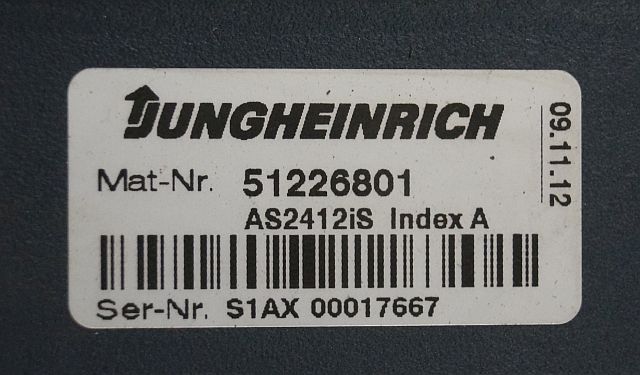 JUNGHEINRICH
Mat-Nr. 51226801
AS2412iS Index A
Ser-Nr. S1AX 00017667
09.11.12